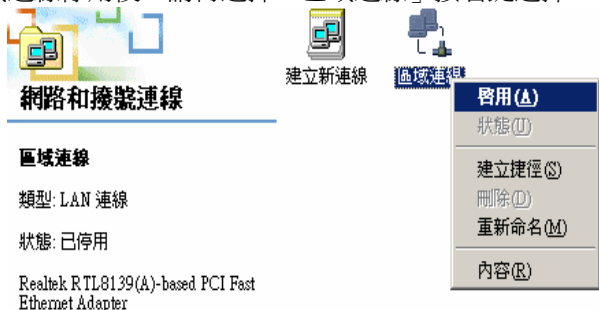 建立新連線
區域連線
網路和撥號連線
區域連線
類型: LAN 連線
狀態: 已停用
Realtek RTL8139(A)-based PCI Fast
Ethernet Adapter
啓用(A)
狀態(U)
建立捷徑(S)
刪除(D)
重新命名(M)
內容(R)